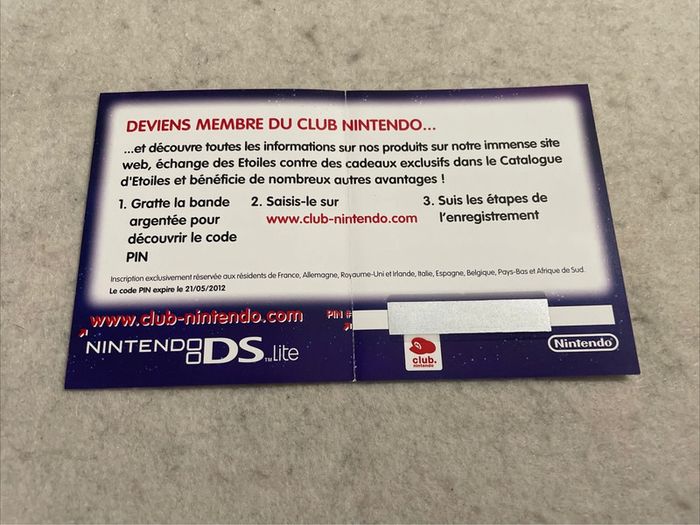 DEVIENS MEMBRE DU CLUB NINTENDO...
...et découvre toutes les informations sur nos produits sur notre immense site
web, échange des Etoiles contre des cadeaux exclusifs dans le Catalogue
d'Etoiles et bénéficie de nombreux autres avantages !
1. Gratte la bande
argentée pour
découvrir le code
PIN
2. Saisis-le sur
www.club-nintendo.com
3. Suis les étapes de
l'enregistrement
Inscription exclusivement réservée aux résidents de France, Allemagne, Royaume-Uni et Irlande, Italie, Espagne, Belgique, Pays-Bas et Afrique de Sud.
Le code PIN expire le 21/05/2012
www.club-nintendo.com
PIN #
NINTENDO DS™ Lite
club.
nintendo
Nintendo®